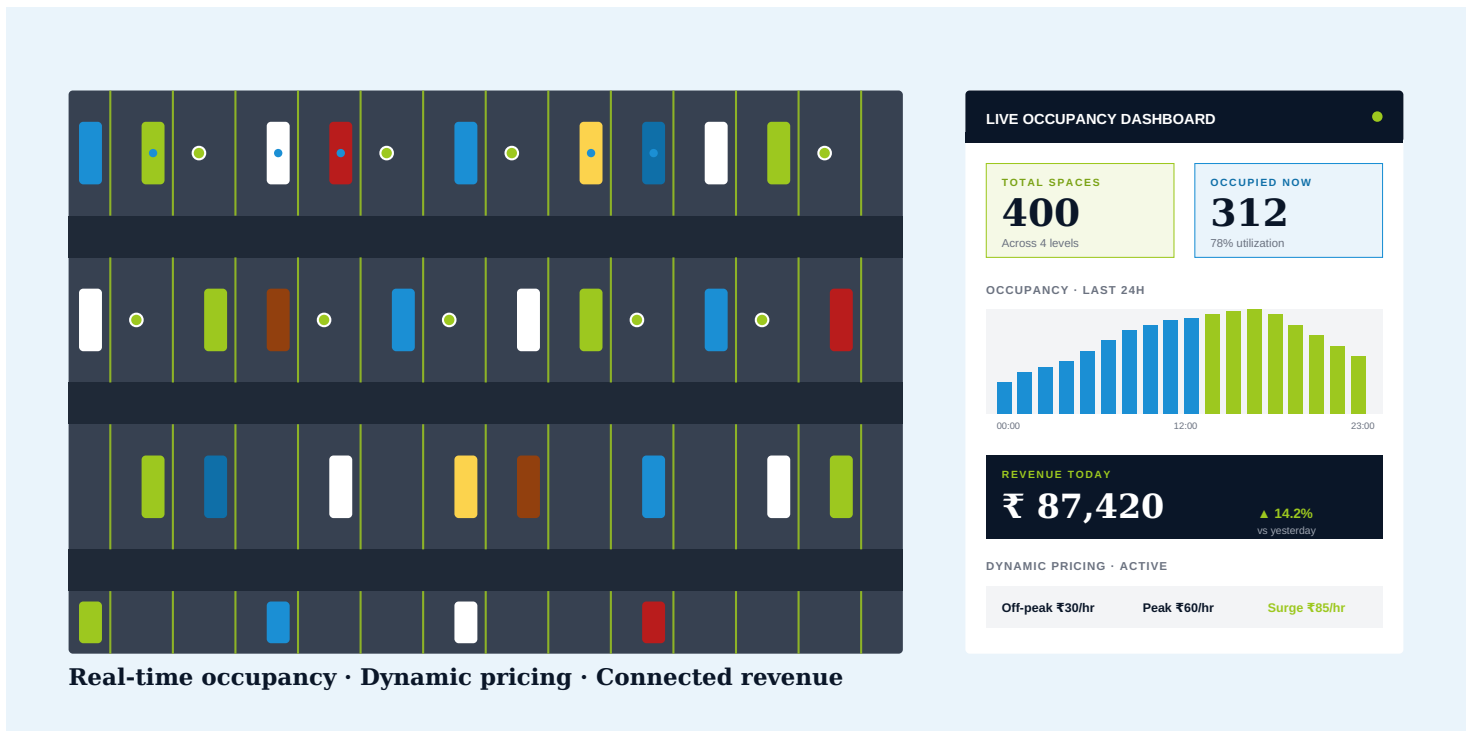 LIVE OCCUPANCY DASHBOARD
TOTAL SPACES
400
Across 4 levels
OCCUPIED NOW
312
78% utilization
OCCUPANCY · LAST 24H
00:00 12:00 23:00
REVENUE TODAY
₹ 87,420
▲ 14.2%
vs yesterday
DYNAMIC PRICING · ACTIVE
Off-peak ₹30/hr Peak ₹60/hr Surge ₹85/hr
Real-time occupancy · Dynamic pricing · Connected revenue